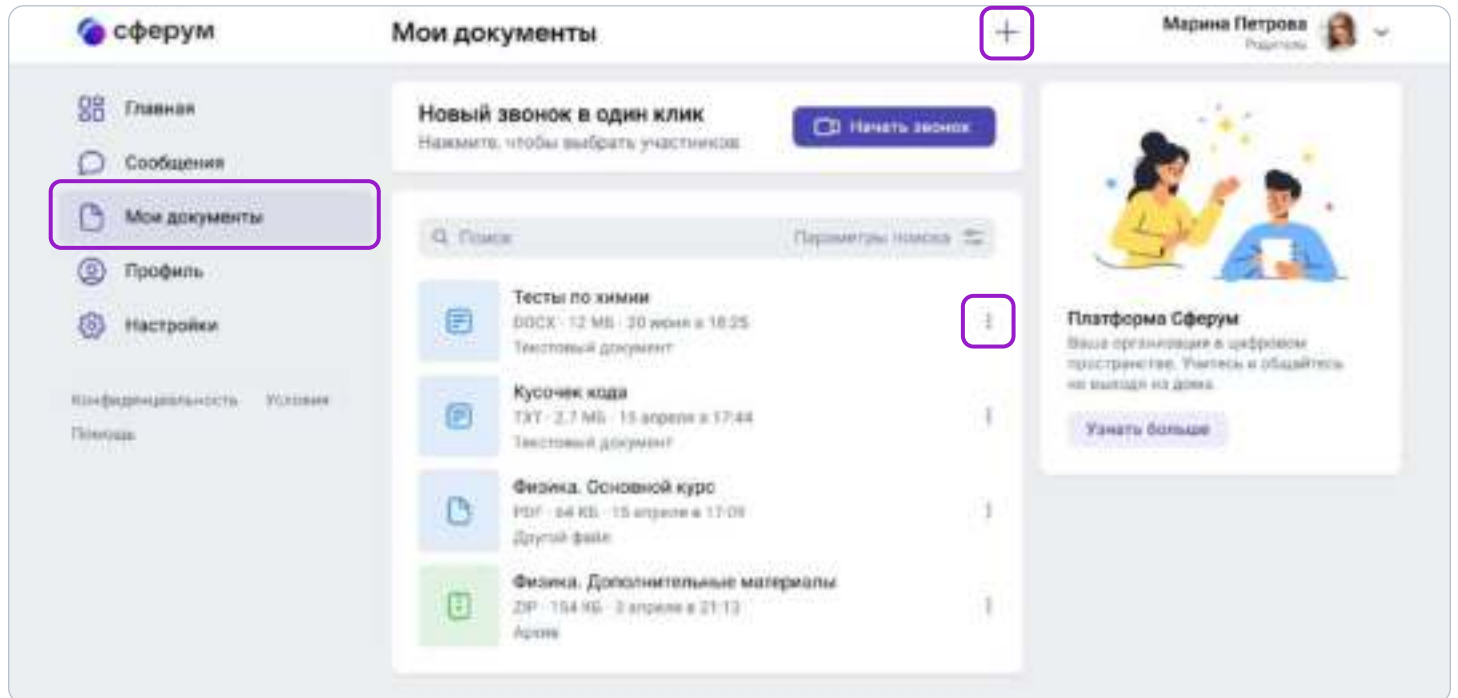 сферум
Мои документы
Марина Петрова
Родитель
Главная
Сообщения
Мои документы
Профиль
Настройки
Конфиденциальность Условия
Помощь
Новый звонок в один клик
Нажмите, чтобы выбрать участников
Начать звонок
Поиск
Параметры поиска
Тесты по химии
DOCX · 12 МБ · 20 июня в 18:25
Текстовый документ
Кусочек кода
TXT · 2,7 МБ · 15 апреля в 17:44
Текстовый документ
Физика. Основной курс
PDF · 64 КБ · 15 апреля в 17:09
Другой файл
Физика. Дополнительные материалы
ZIP · 154 КБ · 3 апреля в 21:13
Архив
Платформа Сферум
Ваша организация в цифровом
пространстве. Учитесь и общайтесь
не выходя из дома
Узнать больше